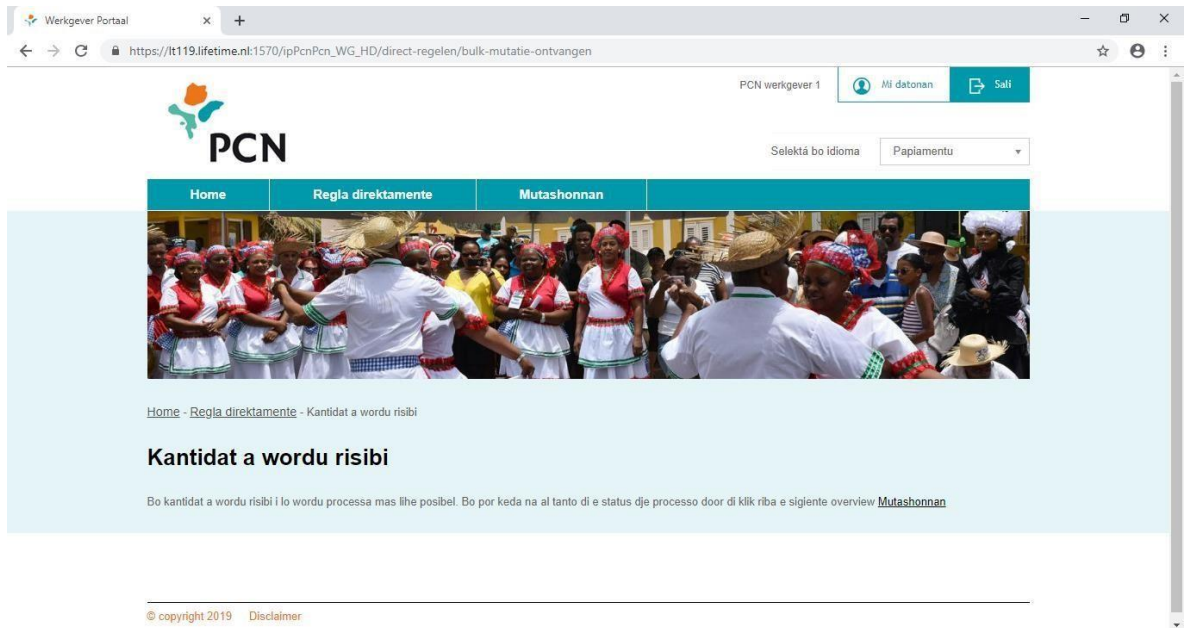 Werkgever Portaal
https://lt119.lifetime.nl:1570/ipPcnPcn_WG_HD/direct-regelen/bulk-mutatie-ontvangen
PCN werkgever 1
Mi datonan
Sali
PCN
Selektá bo idioma
Papiamentu
Home
Regla direktamente
Mutashonnan
Home - Regla direktamente - Kantidat a wordu risibi
Kantidat a wordu risibi
Bo kantidat a wordu risibi i lo wordu processa mas lihe posibel. Bo por keda na al tanto di e status dje processo door di klik riba e sigiente overview Mutashonnan
© copyright 2019 Disclaimer